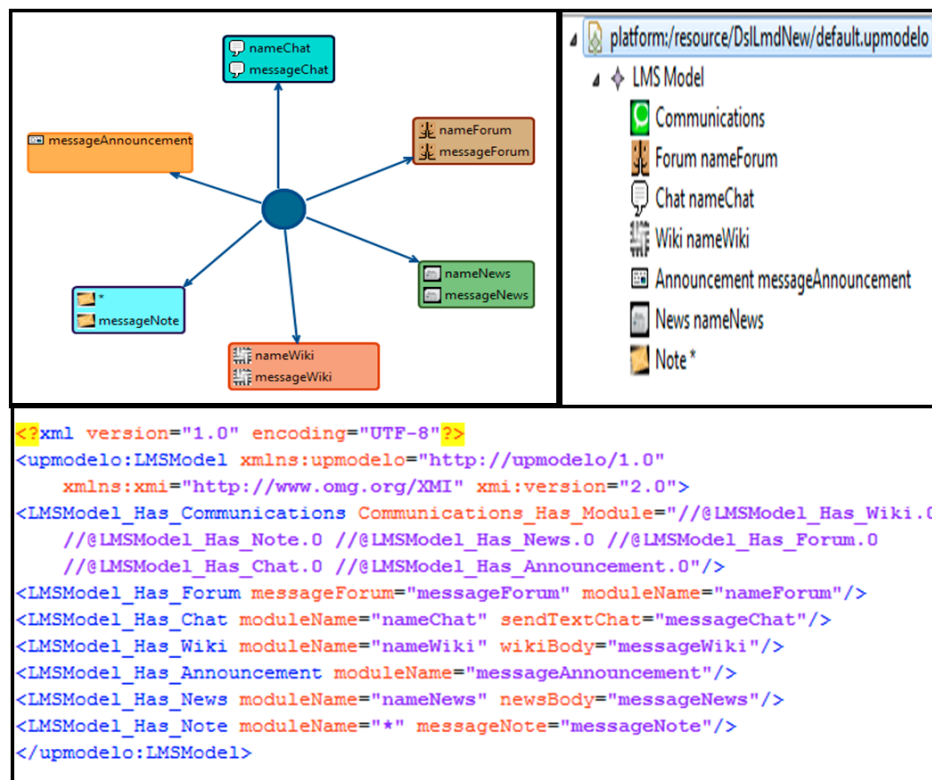 nameChat
messageChat
messageAnnouncement
nameForum
messageForum
nameNews
messageNews
*
messageNote
nameWiki
messageWiki
platform:/resource/DslLmdNew/default.upmodelo
LMS Model
Communications
Forum nameForum
Chat nameChat
Wiki nameWiki
Announcement messageAnnouncement
News nameNews
Note *
<?xml version="1.0" encoding="UTF-8"?>
<upmodelo:LMSModel xmlns:upmodelo="http://upmodelo/1.0"
xmlns:xmi="http://www.omg.org/XMI" xmi:version="2.0">
<LMSModel_Has_Communications Communications_Has_Module="//@LMSModel_Has_Wiki.0
//@LMSModel_Has_Note.0 //@LMSModel_Has_News.0 //@LMSModel_Has_Forum.0
//@LMSModel_Has_Chat.0 //@LMSModel_Has_Announcement.0"/>
<LMSModel_Has_Forum messageForum="messageForum" moduleName="nameForum"/>
<LMSModel_Has_Chat moduleName="nameChat" sendTextChat="messageChat"/>
<LMSModel_Has_Wiki moduleName="nameWiki" wikiBody="messageWiki"/>
<LMSModel_Has_Announcement moduleName="messageAnnouncement"/>
<LMSModel_Has_News moduleName="nameNews" newsBody="messageNews"/>
<LMSModel_Has_Note moduleName="*" messageNote="messageNote"/>
</upmodelo:LMSModel>